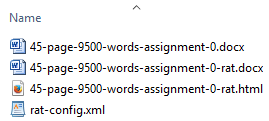 Name
45-page-9500-words-assignment-0.docx
45-page-9500-words-assignment-0-rat.docx
45-page-9500-words-assignment-0-rat.html
rat-config.xml